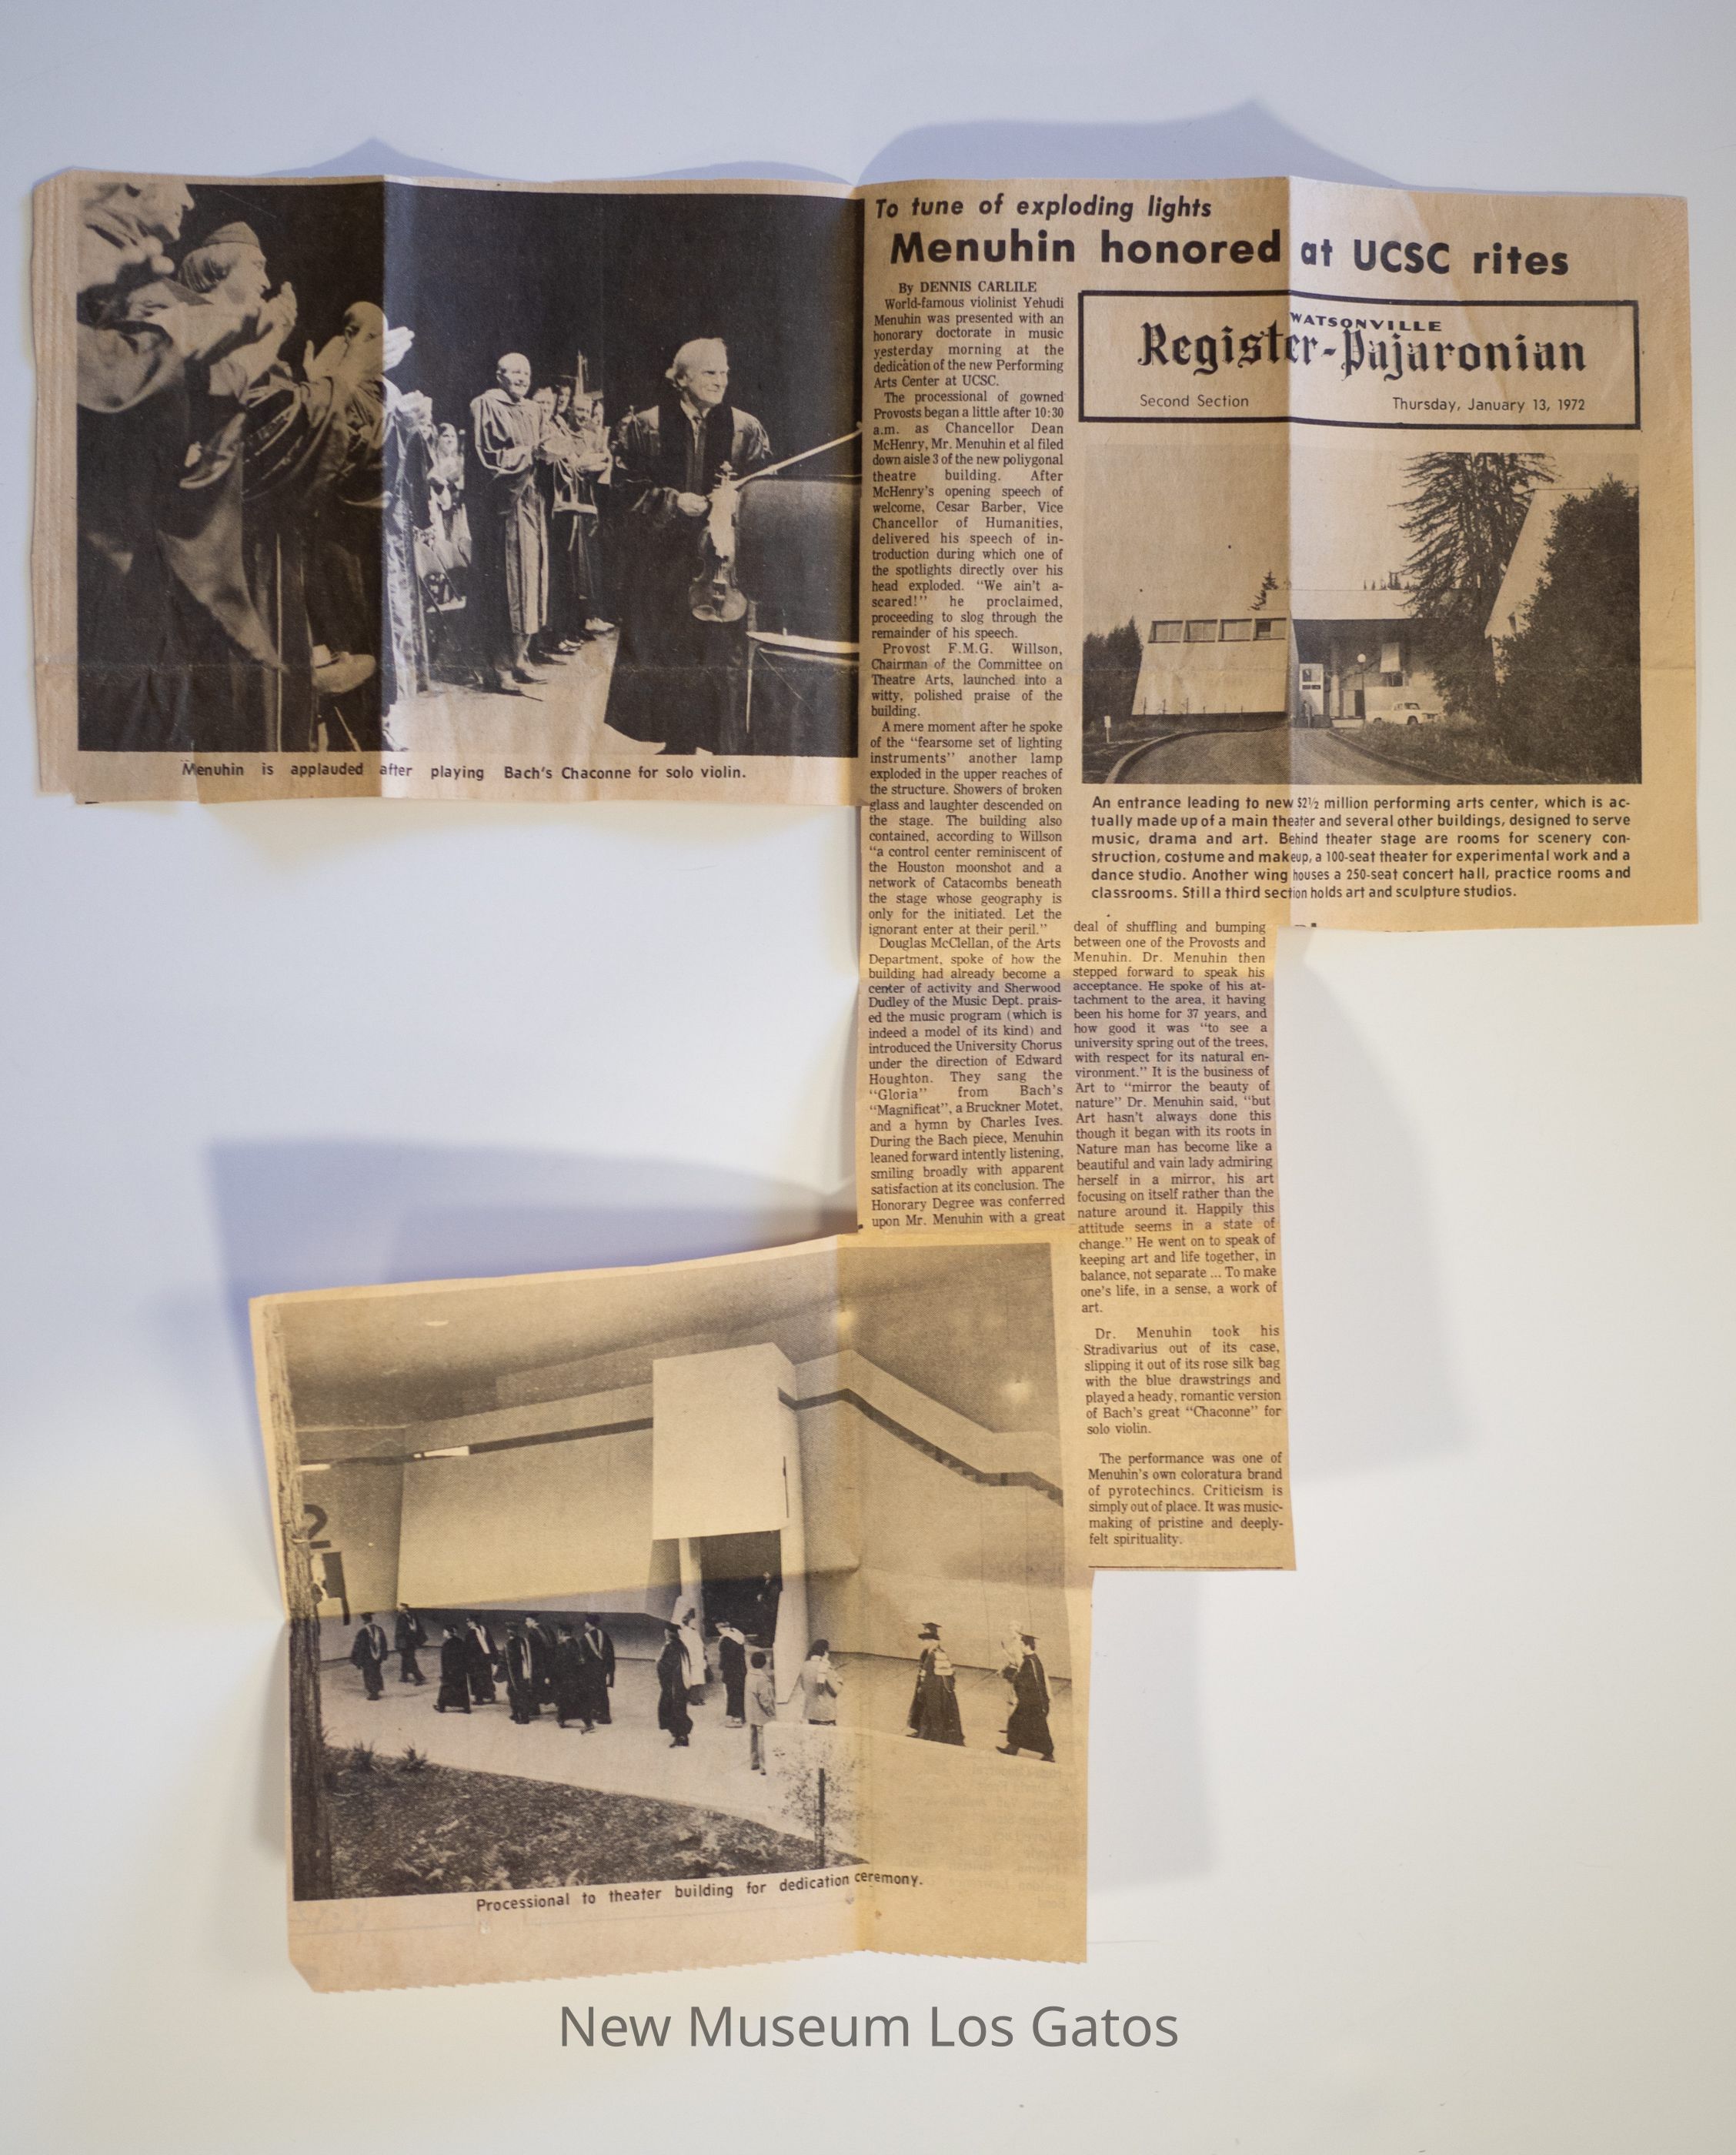 To tune of exploding lights
Menuhin honored at UCSC rites
By DENNIS CARLILE
World-famous violinist Yehudi
Menuhin was presented with an
honorary doctorate in music
yesterday morning at the
dedication of the new Performing
Arts Center at UCSC.
The processional of gowned
Provosts began a little after 10:30
a.m. as Chancellor Dean
McHenry, Mr. Menuhin et al filed
down aisle 3 of the new poliygonal
theatre building. After
McHenry's opening speech of
welcome, Cesar Barber, Vice
Chancellor of Humanities,
delivered his speech of in-
troduction during which one of
the spotlights directly over his
head exploded. "We ain't a-
scared!" he proclaimed,
proceeding to slog through the
remainder of his speech.
Provost F.M.G. Willson,
Chairman of the Committee on
Theatre Arts, launched into a
witty, polished praise of the
building.
A mere moment after he spoke
of the "fearsome set of lighting
instruments" another lamp
exploded in the upper reaches of
the structure. Showers of broken
glass and laughter descended on
the stage. The building also
contained, according to Willson
"a control center reminiscent of
the Houston moonshot and a
network of Catacombs beneath
the stage whose geography is
only for the initiated. Let the
ignorant enter at their peril."
Douglas McClellan, of the Arts
Department, spoke of how the
building had already become a
center of activity and Sherwood
Dudley of the Music Dept. prais-
ed the music program (which is
indeed a model of its kind) and
introduced the University Chorus
under the direction of Edward
Houghton. They sang the
"Gloria" from Bach's
"Magnificat", a Bruckner Motet,
and a hymn by Charles Ives.
During the Bach piece, Menuhin
leaned forward intently listening,
smiling broadly with apparent
satisfaction at its conclusion. The
Honorary Degree was conferred
upon Mr. Menuhin with a great
deal of shuffling and bumping
between one of the Provosts and
Menuhin. Dr. Menuhin then
stepped forward to speak his
acceptance. He spoke of his at-
tachment to the area, it having
been his home for 37 years, and
how good it was "to see a
university spring out of the trees,
with respect for its natural en-
vironment." It is the business of
Art to "mirror the beauty of
nature" Dr. Menuhin said, "but
Art hasn't always done this
though it began with its roots in
Nature man has become like a
beautiful and vain lady admiring
herself in a mirror, his art
focusing on itself rather than the
nature around it. Happily this
attitude seems in a state of
change." He went on to speak of
keeping art and life together, in
balance, not separate ... To make
one's life, in a sense, a work of
art.
Dr. Menuhin took his
Stradivarius out of its case,
slipping it out of its rose silk bag
with the blue drawstrings and
played a heady, romantic version
of Bach's great "Chaconne" for
solo violin.
The performance was one of
Menuhin's own coloratura brand
of pyrotechincs. Criticism is
simply out of place. It was music-
making of pristine and deeply-
felt spirituality.
WATSONVILLE
Register-Pajaronian
Second Section Thursday, January 13, 1972
An entrance leading to new $2½ million performing arts center, which is ac-
tually made up of a main theater and several other buildings, designed to serve
music, drama and art. Behind theater stage are rooms for scenery con-
struction, costume and makeup, a 100-seat theater for experimental work and a
dance studio. Another wing houses a 250-seat concert hall, practice rooms and
classrooms. Still a third section holds art and sculpture studios.
Menuhin is applauded after playing Bach's Chaconne for solo violin.
2
Processional to theater building for dedication ceremony.
New Museum Los Gatos